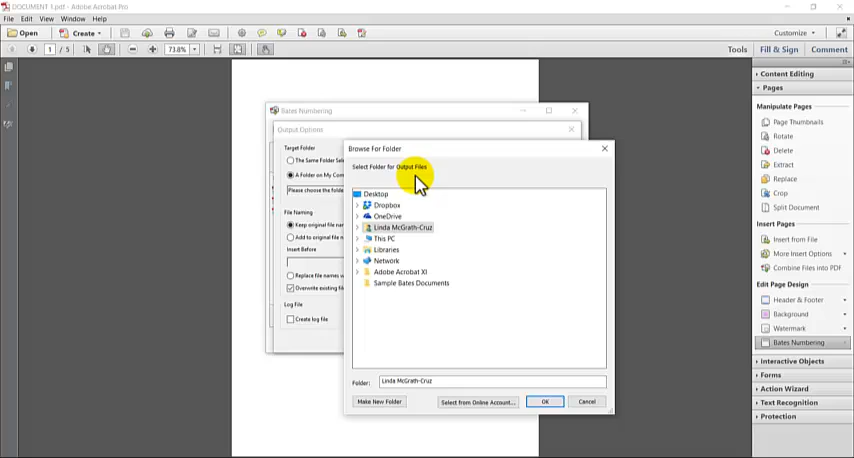 DOCUMENT 1.pdf - Adobe Acrobat Pro
File Edit View Window Help
Open Create Customize
1 / 5 73.8% Tools Fill & Sign Comment
Content Editing
Pages
Manipulate Pages
Page Thumbnails
Rotate
Delete
Extract
Replace
Crop
Split Document
Insert Pages
Insert from File
More Insert Options
Combine Files into PDF
Edit Page Design
Header & Footer
Background
Watermark
Bates Numbering
Interactive Objects
Forms
Action Wizard
Text Recognition
Protection
Bates Numbering
Output Options
Target Folder
The Same Folder Sel
A Folder on My Com
Please choose the folde
File Naming
Keep original file nam
Add to original file n
Insert Before
Replace file names w
Overwrite existing file
Log File
Create log file
Browse For Folder
Select Folder for Output Files
Desktop
Dropbox
OneDrive
Linda McGrath-Cruz
This PC
Libraries
Network
Adobe Acrobat XI
Sample Bates Documents
Folder: Linda McGrath-Cruz
Make New Folder Select from Online Account... OK Cancel